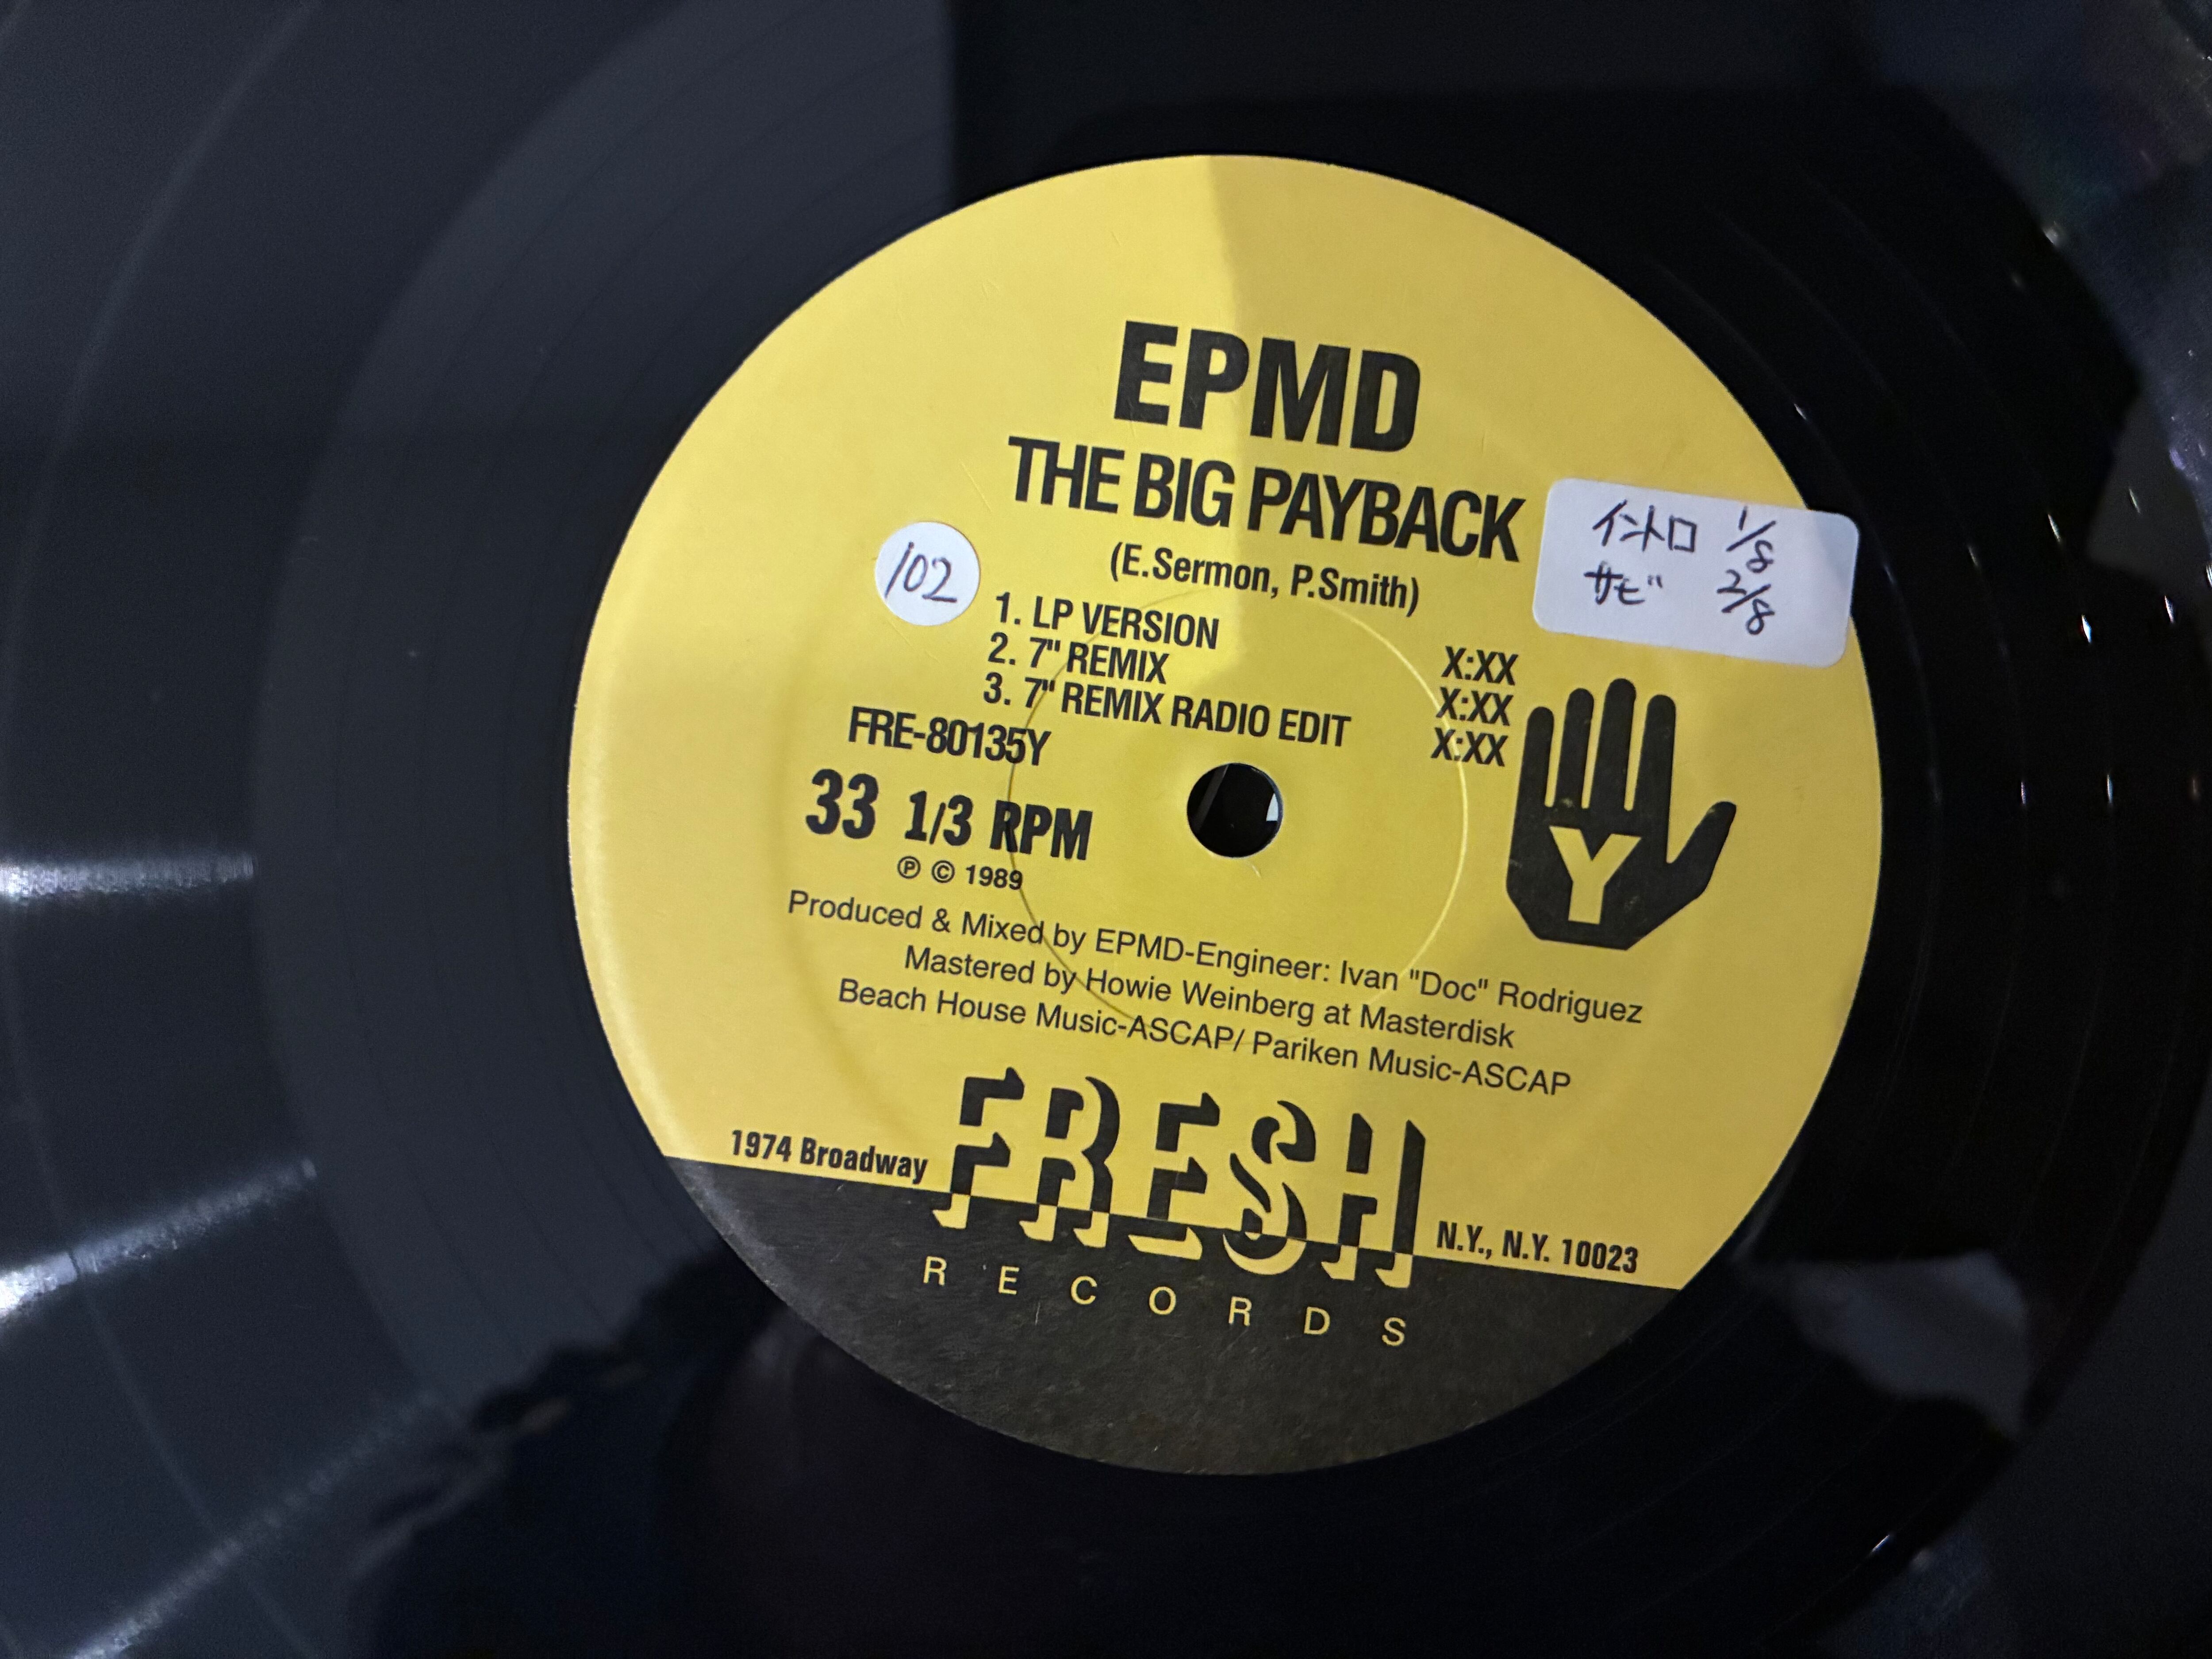 EPMD
THE BIG PAYBACK
イントロ 1/8
サビ 2/8
(E.Sermon, P.Smith)
102
1. LP VERSION X:XX
2. 7" REMIX X:XX
3. 7" REMIX RADIO EDIT X:XX
FRE-80135Y
33 1/3 RPM
Y
Ⓟ © 1989
Produced & Mixed by EPMD-Engineer: Ivan "Doc" Rodriguez
Mastered by Howie Weinberg at Masterdisk
Beach House Music-ASCAP/ Pariken Music-ASCAP
1974 Broadway FRESH N.Y., N.Y. 10023
RECORDS